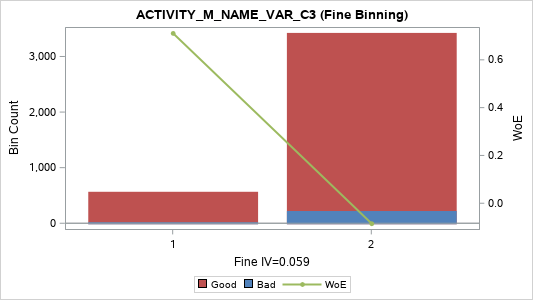 ACTIVITY_M_NAME_VAR_C3 (Fine Binning)
3,000
2,000
1,000
0
Bin Count
0.6
0.4
0.2
0.0
WoE
1
2
Fine IV=0.059
Good
Bad
WoE